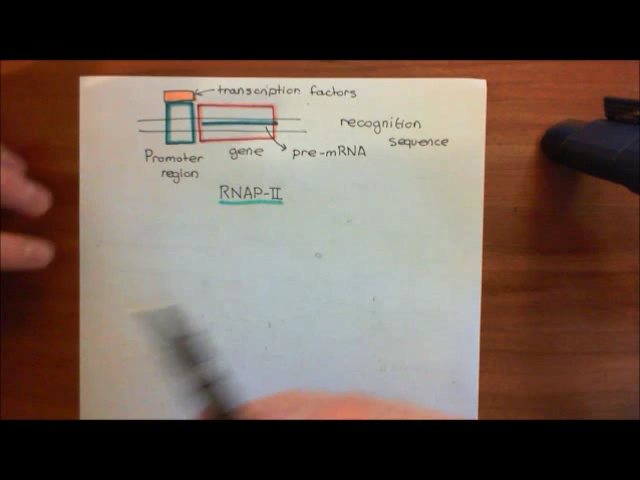 transcription factors
recognition
sequence
Promoter
region
gene
pre-mRNA
RNAP-II